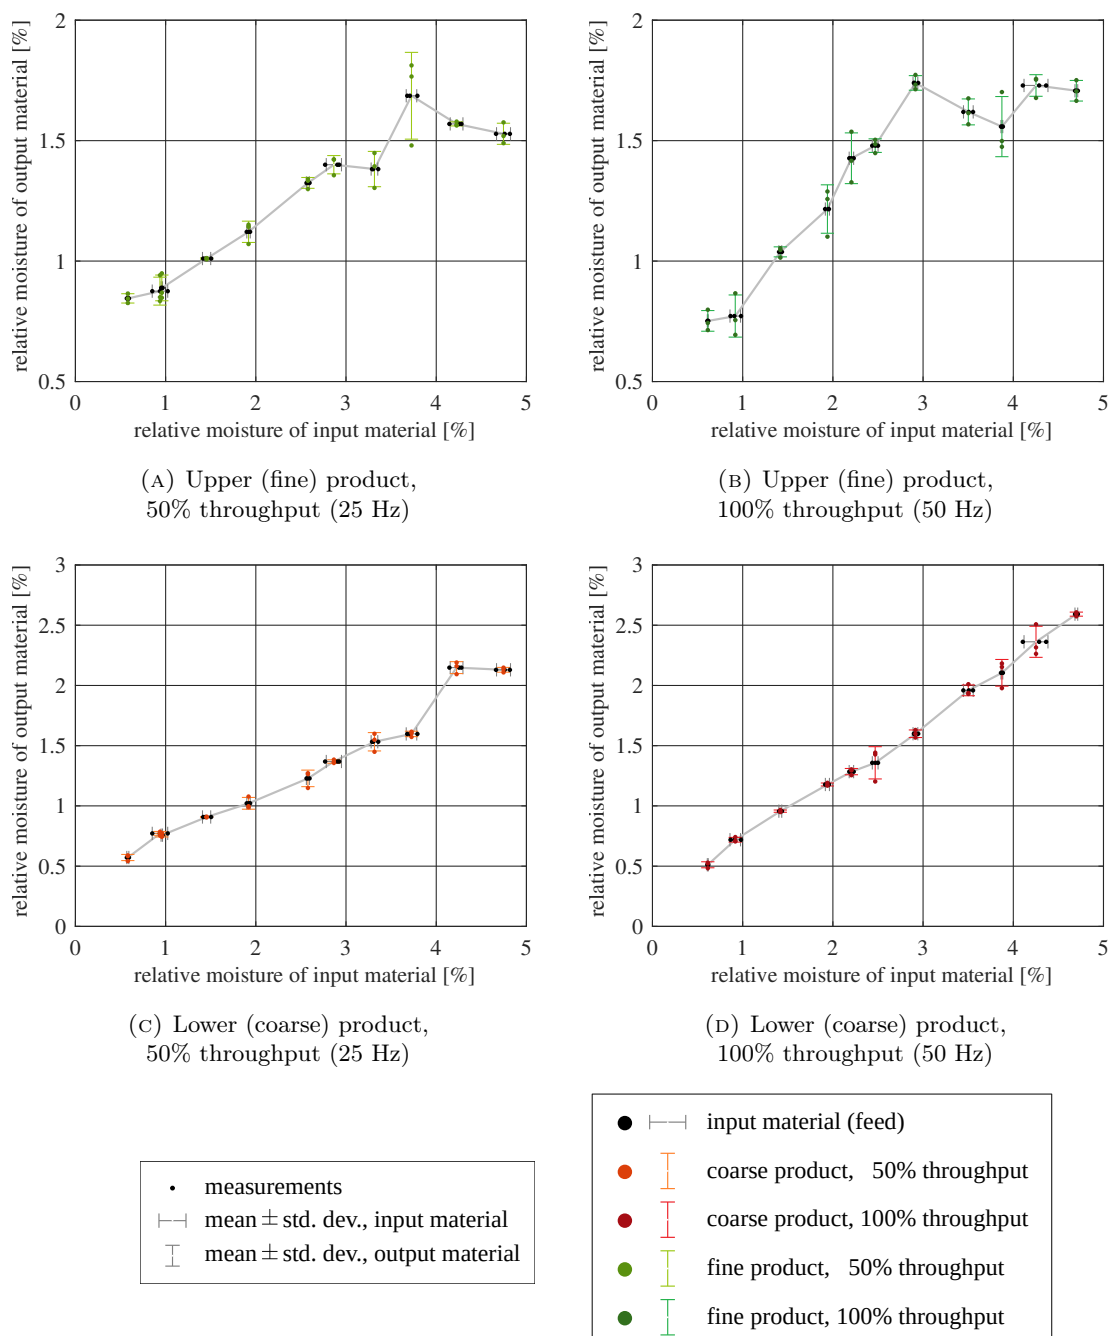 relative moisture of output material [%]
2
1.5
1
0.5
0 1 2 3 4 5
relative moisture of input material [%]
(A) Upper (fine) product,
50% throughput (25 Hz)
relative moisture of output material [%]
2
1.5
1
0.5
0 1 2 3 4 5
relative moisture of input material [%]
(B) Upper (fine) product,
100% throughput (50 Hz)
relative moisture of output material [%]
3
2.5
2
1.5
1
0.5
0
0 1 2 3 4 5
relative moisture of input material [%]
(C) Lower (coarse) product,
50% throughput (25 Hz)
relative moisture of output material [%]
3
2.5
2
1.5
1
0.5
0
0 1 2 3 4 5
relative moisture of input material [%]
(D) Lower (coarse) product,
100% throughput (50 Hz)
measurements
mean ± std. dev., input material
mean ± std. dev., output material
input material (feed)
coarse product, 50% throughput
coarse product, 100% throughput
fine product, 50% throughput
fine product, 100% throughput